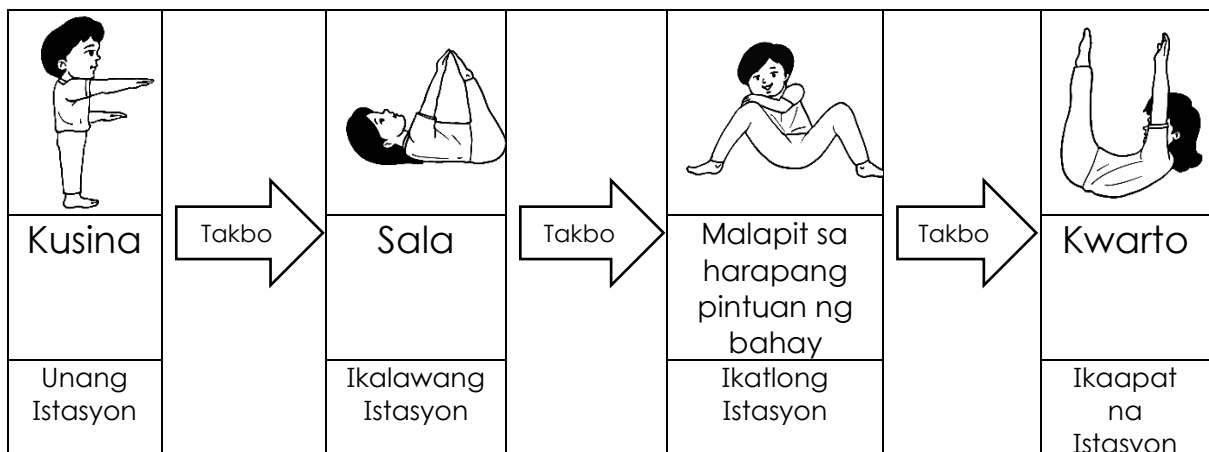 Kusina
Takbo
Sala
Takbo
Malapit sa
harapang
pintuan ng
bahay
Takbo
Kwarto
Unang
Istasyon
Ikalawang
Istasyon
Ikatlong
Istasyon
Ikaapat
na
Istasyon